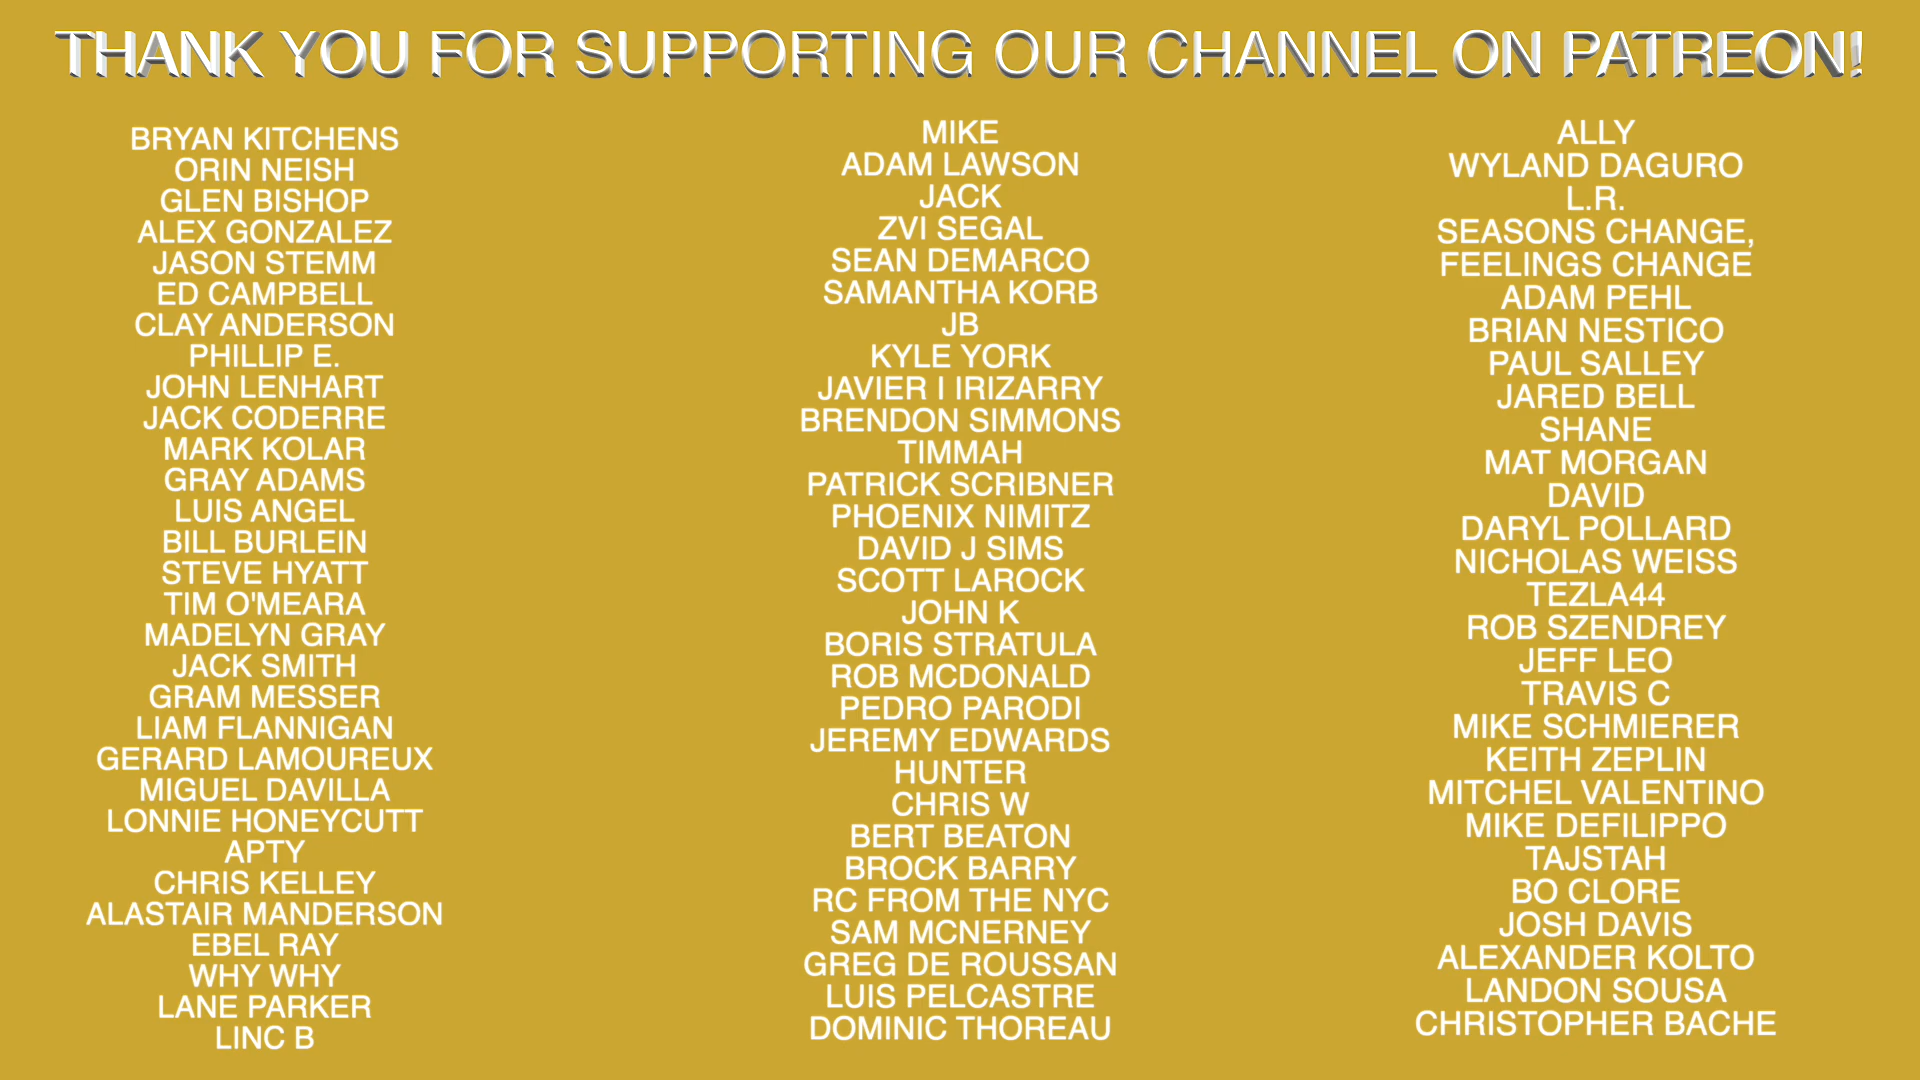 THANK YOU FOR SUPPORTING OUR CHANNEL ON PATREON!
BRYAN KITCHENS
ORIN NEISH
GLEN BISHOP
ALEX GONZALEZ
JASON STEMM
ED CAMPBELL
CLAY ANDERSON
PHILLIP E.
JOHN LENHART
JACK CODERRE
MARK KOLAR
GRAY ADAMS
LUIS ANGEL
BILL BURLEIN
STEVE HYATT
TIM O'MEARA
MADELYN GRAY
JACK SMITH
GRAM MESSER
LIAM FLANNIGAN
GERARD LAMOUREUX
MIGUEL DAVILLA
LONNIE HONEYCUTT
APTY
CHRIS KELLEY
ALASTAIR MANDERSON
EBEL RAY
WHY WHY
LANE PARKER
LINC B
MIKE
ADAM LAWSON
JACK
ZVI SEGAL
SEAN DEMARCO
SAMANTHA KORB
JB
KYLE YORK
JAVIER I IRIZARRY
BRENDON SIMMONS
TIMMAH
PATRICK SCRIBNER
PHOENIX NIMITZ
DAVID J SIMS
SCOTT LAROCK
JOHN K
BORIS STRATULA
ROB MCDONALD
PEDRO PARODI
JEREMY EDWARDS
HUNTER
CHRIS W
BERT BEATON
BROCK BARRY
RC FROM THE NYC
SAM MCNERNEY
GREG DE ROUSSAN
LUIS PELCASTRE
DOMINIC THOREAU
ALLY
WYLAND DAGURO
L.R.
SEASONS CHANGE,
FEELINGS CHANGE
ADAM PEHL
BRIAN NESTICO
PAUL SALLEY
JARED BELL
SHANE
MAT MORGAN
DAVID
DARYL POLLARD
NICHOLAS WEISS
TEZLA44
ROB SZENDREY
JEFF LEO
TRAVIS C
MIKE SCHMIERER
KEITH ZEPLIN
MITCHEL VALENTINO
MIKE DEFILIPPO
TAJSTAH
BO CLORE
JOSH DAVIS
ALEXANDER KOLTO
LANDON SOUSA
CHRISTOPHER BACHE